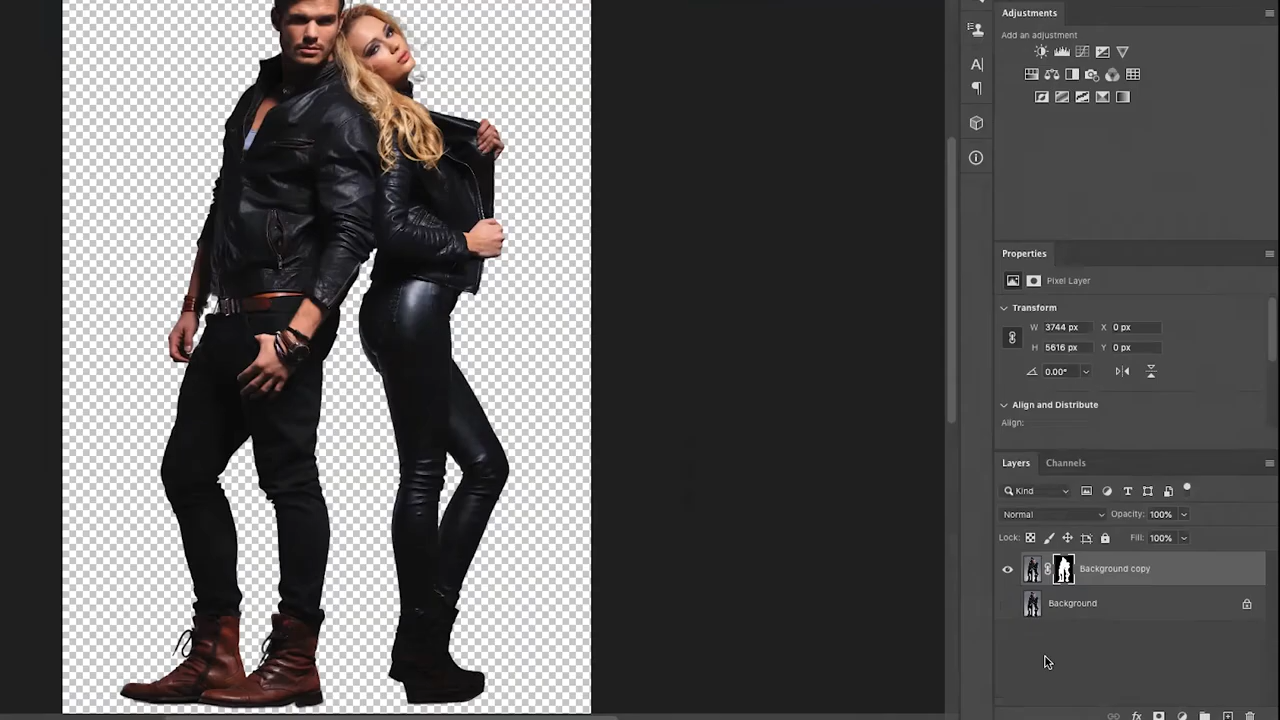 Adjustments
Add an adjustment
A|
Properties
Pixel Layer
Transform
W 3744 px X 0 px
H 5616 px Y 0 px
0.00°
Align and Distribute
Align:
Layers Channels
Kind
Normal Opacity: 100%
Lock: Fill: 100%
Background copy
Background
fx